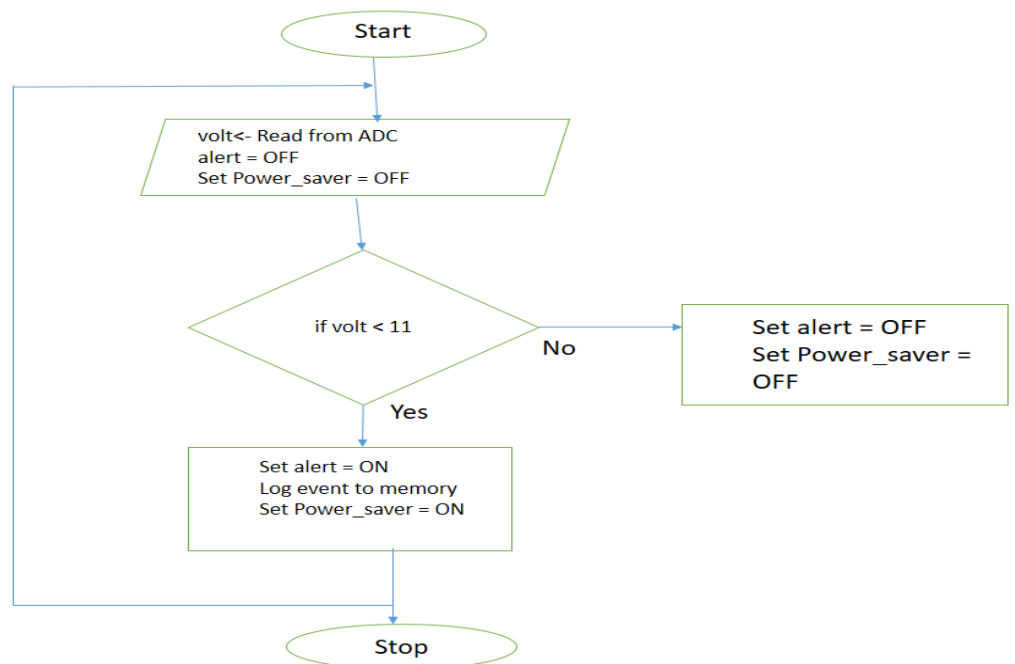 Start
volt<- Read from ADC
alert = OFF
Set Power_saver = OFF
if volt < 11
No
Set alert = OFF
Set Power_saver =
OFF
Yes
Set alert = ON
Log event to memory
Set Power_saver = ON
Stop